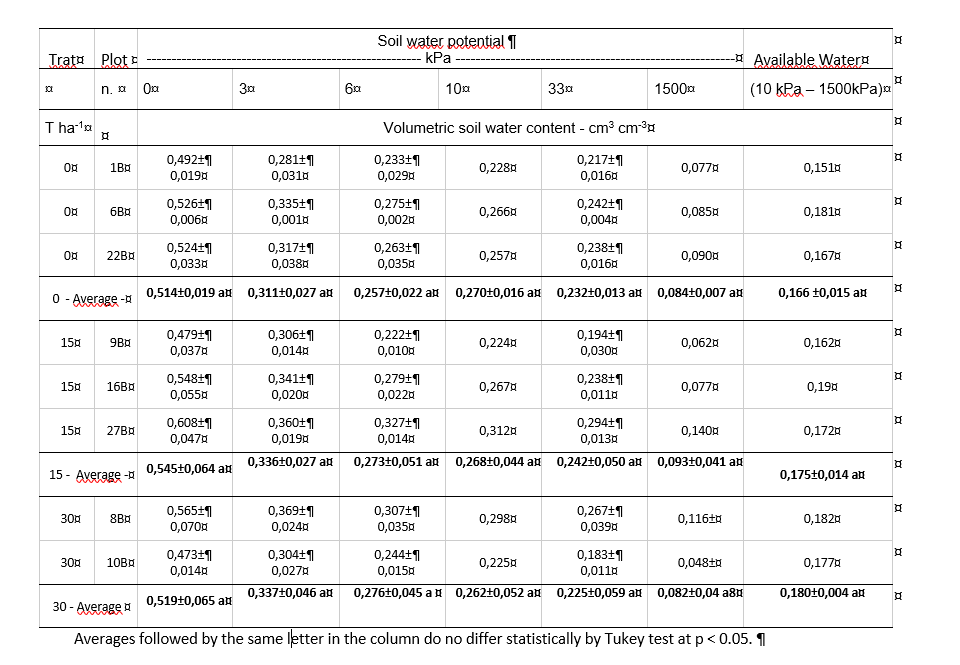 Soil water potential ¶
Trat¤ Plot ¤ ---------- kPa ----------¤ Available Water¤ ¤
¤ n. ¤ 0¤ 3¤ 6¤ 10¤ 33¤ 1500¤ (10 kPa – 1500kPa)¤ ¤
T ha-1¤ ¤ Volumetric soil water content - cm3 cm-3¤ ¤
0¤ 1B¤ 0,492±¶ 0,019¤ 0,281±¶ 0,031¤ 0,233±¶ 0,029¤ 0,228¤ 0,217±¶ 0,016¤ 0,077¤ 0,151¤ ¤
0¤ 6B¤ 0,526±¶ 0,006¤ 0,335±¶ 0,001¤ 0,275±¶ 0,002¤ 0,266¤ 0,242±¶ 0,004¤ 0,085¤ 0,181¤ ¤
0¤ 22B¤ 0,524±¶ 0,033¤ 0,317±¶ 0,038¤ 0,263±¶ 0,035¤ 0,257¤ 0,238±¶ 0,016¤ 0,090¤ 0,167¤ ¤
0 - Average -¤ 0,514±0,019 a¤ 0,311±0,027 a¤ 0,257±0,022 a¤ 0,270±0,016 a¤ 0,232±0,013 a¤ 0,084±0,007 a¤ 0,166 ±0,015 a¤ ¤
15¤ 9B¤ 0,479±¶ 0,037¤ 0,306±¶ 0,014¤ 0,222±¶ 0,010¤ 0,224¤ 0,194±¶ 0,030¤ 0,062¤ 0,162¤ ¤
15¤ 16B¤ 0,548±¶ 0,055¤ 0,341±¶ 0,020¤ 0,279±¶ 0,022¤ 0,267¤ 0,238±¶ 0,011¤ 0,077¤ 0,19¤ ¤
15¤ 27B¤ 0,608±¶ 0,047¤ 0,360±¶ 0,019¤ 0,327±¶ 0,014¤ 0,312¤ 0,294±¶ 0,013¤ 0,140¤ 0,172¤ ¤
15 - Average -¤ 0,545±0,064 a¤ 0,336±0,027 a¤ 0,273±0,051 a¤ 0,268±0,044 a¤ 0,242±0,050 a¤ 0,093±0,041 a¤ 0,175±0,014 a¤ ¤
30¤ 8B¤ 0,565±¶ 0,070¤ 0,369±¶ 0,024¤ 0,307±¶ 0,035¤ 0,298¤ 0,267±¶ 0,039¤ 0,116±¤ 0,182¤ ¤
30¤ 10B¤ 0,473±¶ 0,014¤ 0,304±¶ 0,027¤ 0,244±¶ 0,015¤ 0,225¤ 0,183±¶ 0,011¤ 0,048±¤ 0,177¤ ¤
30 - Average ¤ 0,519±0,065 a¤ 0,337±0,046 a¤ 0,276±0,045 a ¤ 0,262±0,052 a¤ 0,225±0,059 a¤ 0,082±0,04 a8¤ 0,180±0,004 a¤ ¤
Averages followed by the same letter in the column do no differ statistically by Tukey test at p < 0.05. ¶